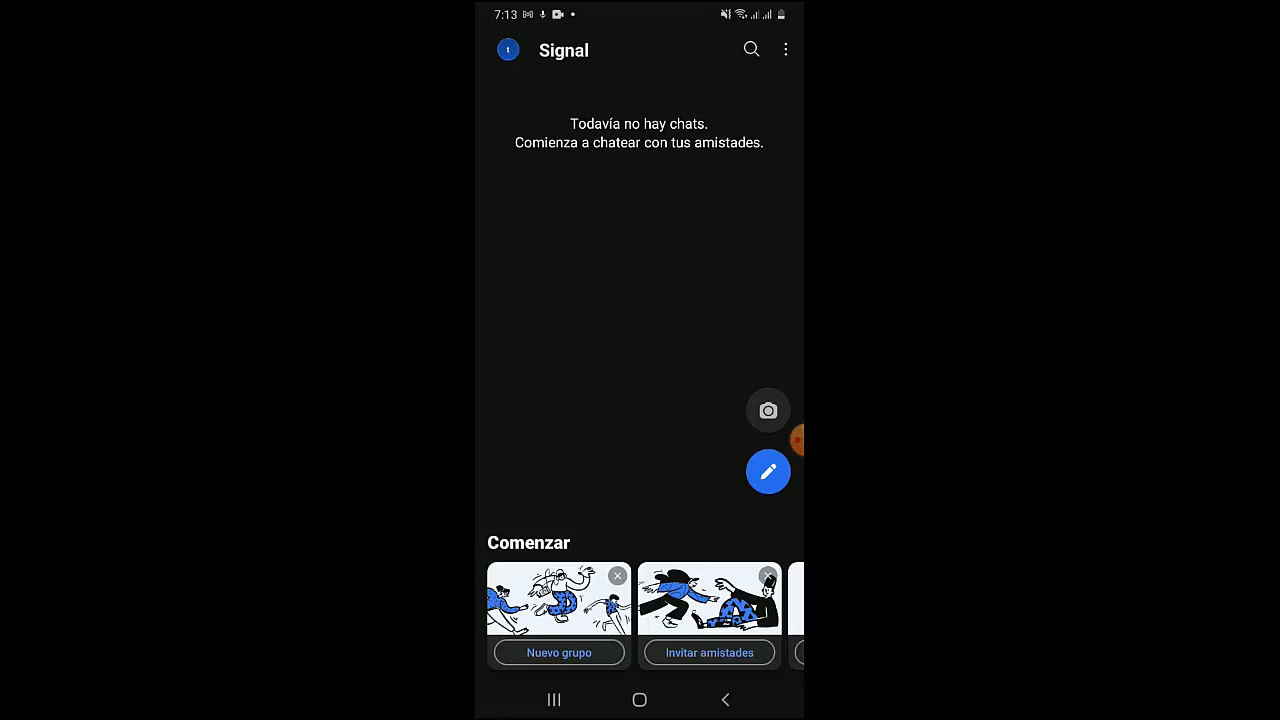 7:13
t
Signal
Todavía no hay chats.
Comienza a chatear con tus amistades.
Comenzar
Nuevo grupo
Invitar amistades